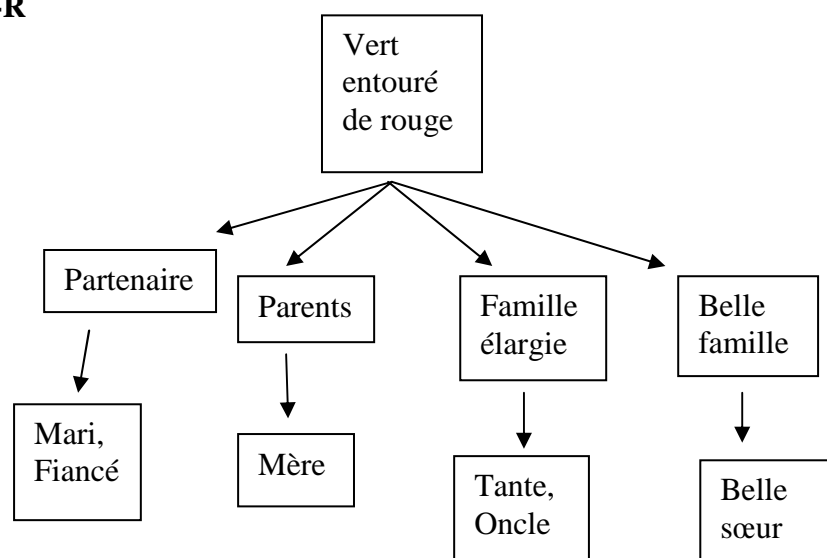 -R
Vert
entouré
de rouge
Partenaire
Parents
Famille
élargie
Belle
famille
Mari,
Fiancé
Mère
Tante,
Oncle
Belle
sœur